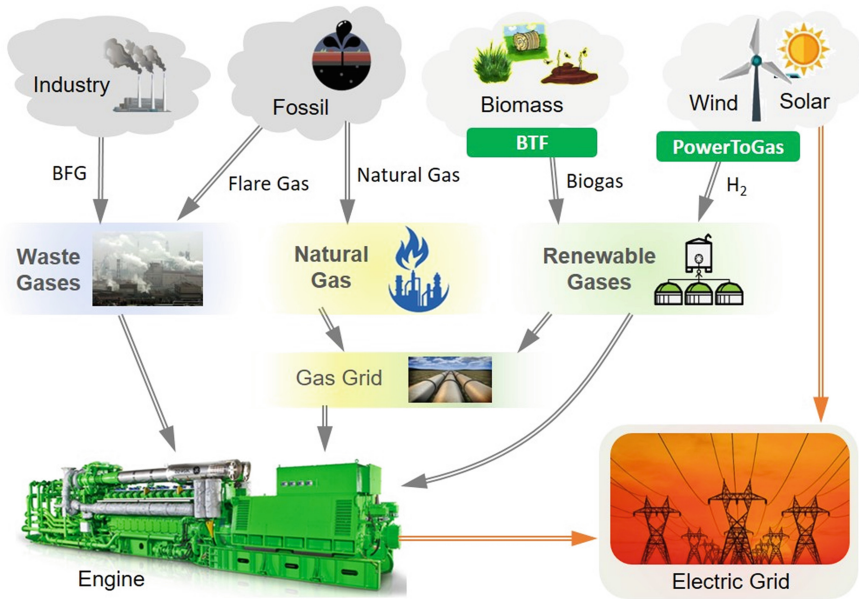 Industry
Fossil
Biomass
Wind
Solar
BTF
PowerToGas
BFG
Flare Gas
Natural Gas
Biogas
H₂
Waste
Gases
Natural
Gas
Renewable
Gases
Gas Grid
Engine
Electric Grid